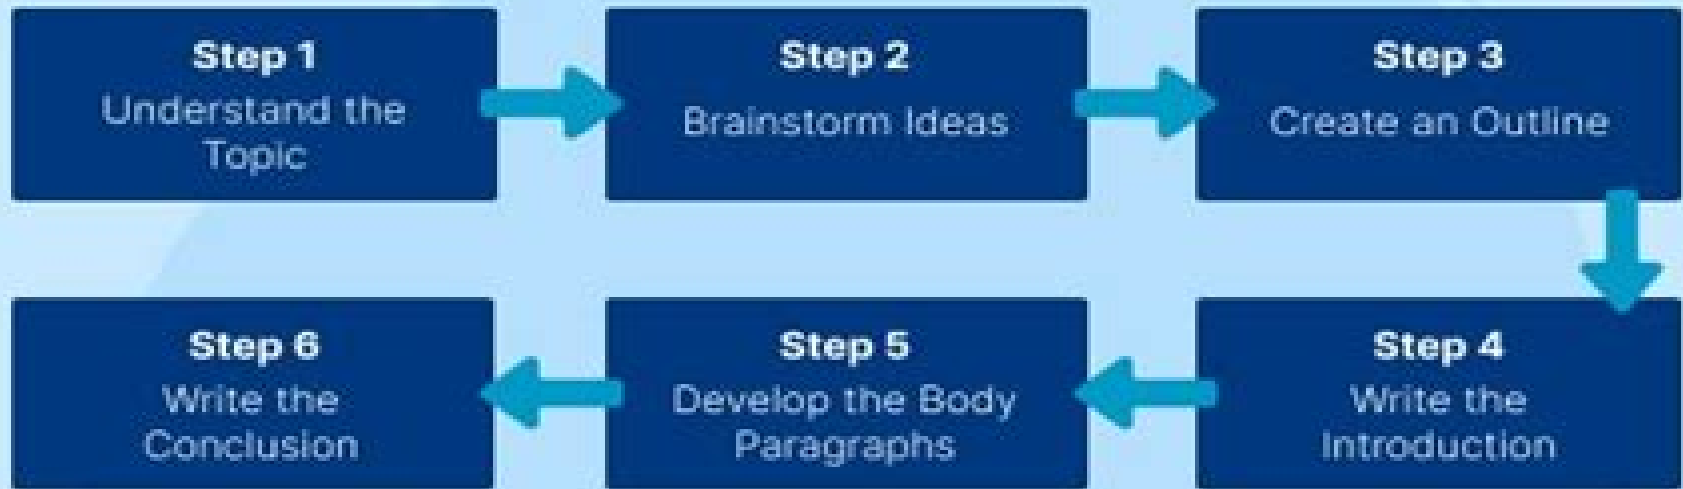 Step 1
Understand the
Topic
Step 2
Brainstorm Ideas
Step 3
Create an Outline
Step 4
Write the
Introduction
Step 5
Develop the Body
Paragraphs
Step 6
Write the
Conclusion